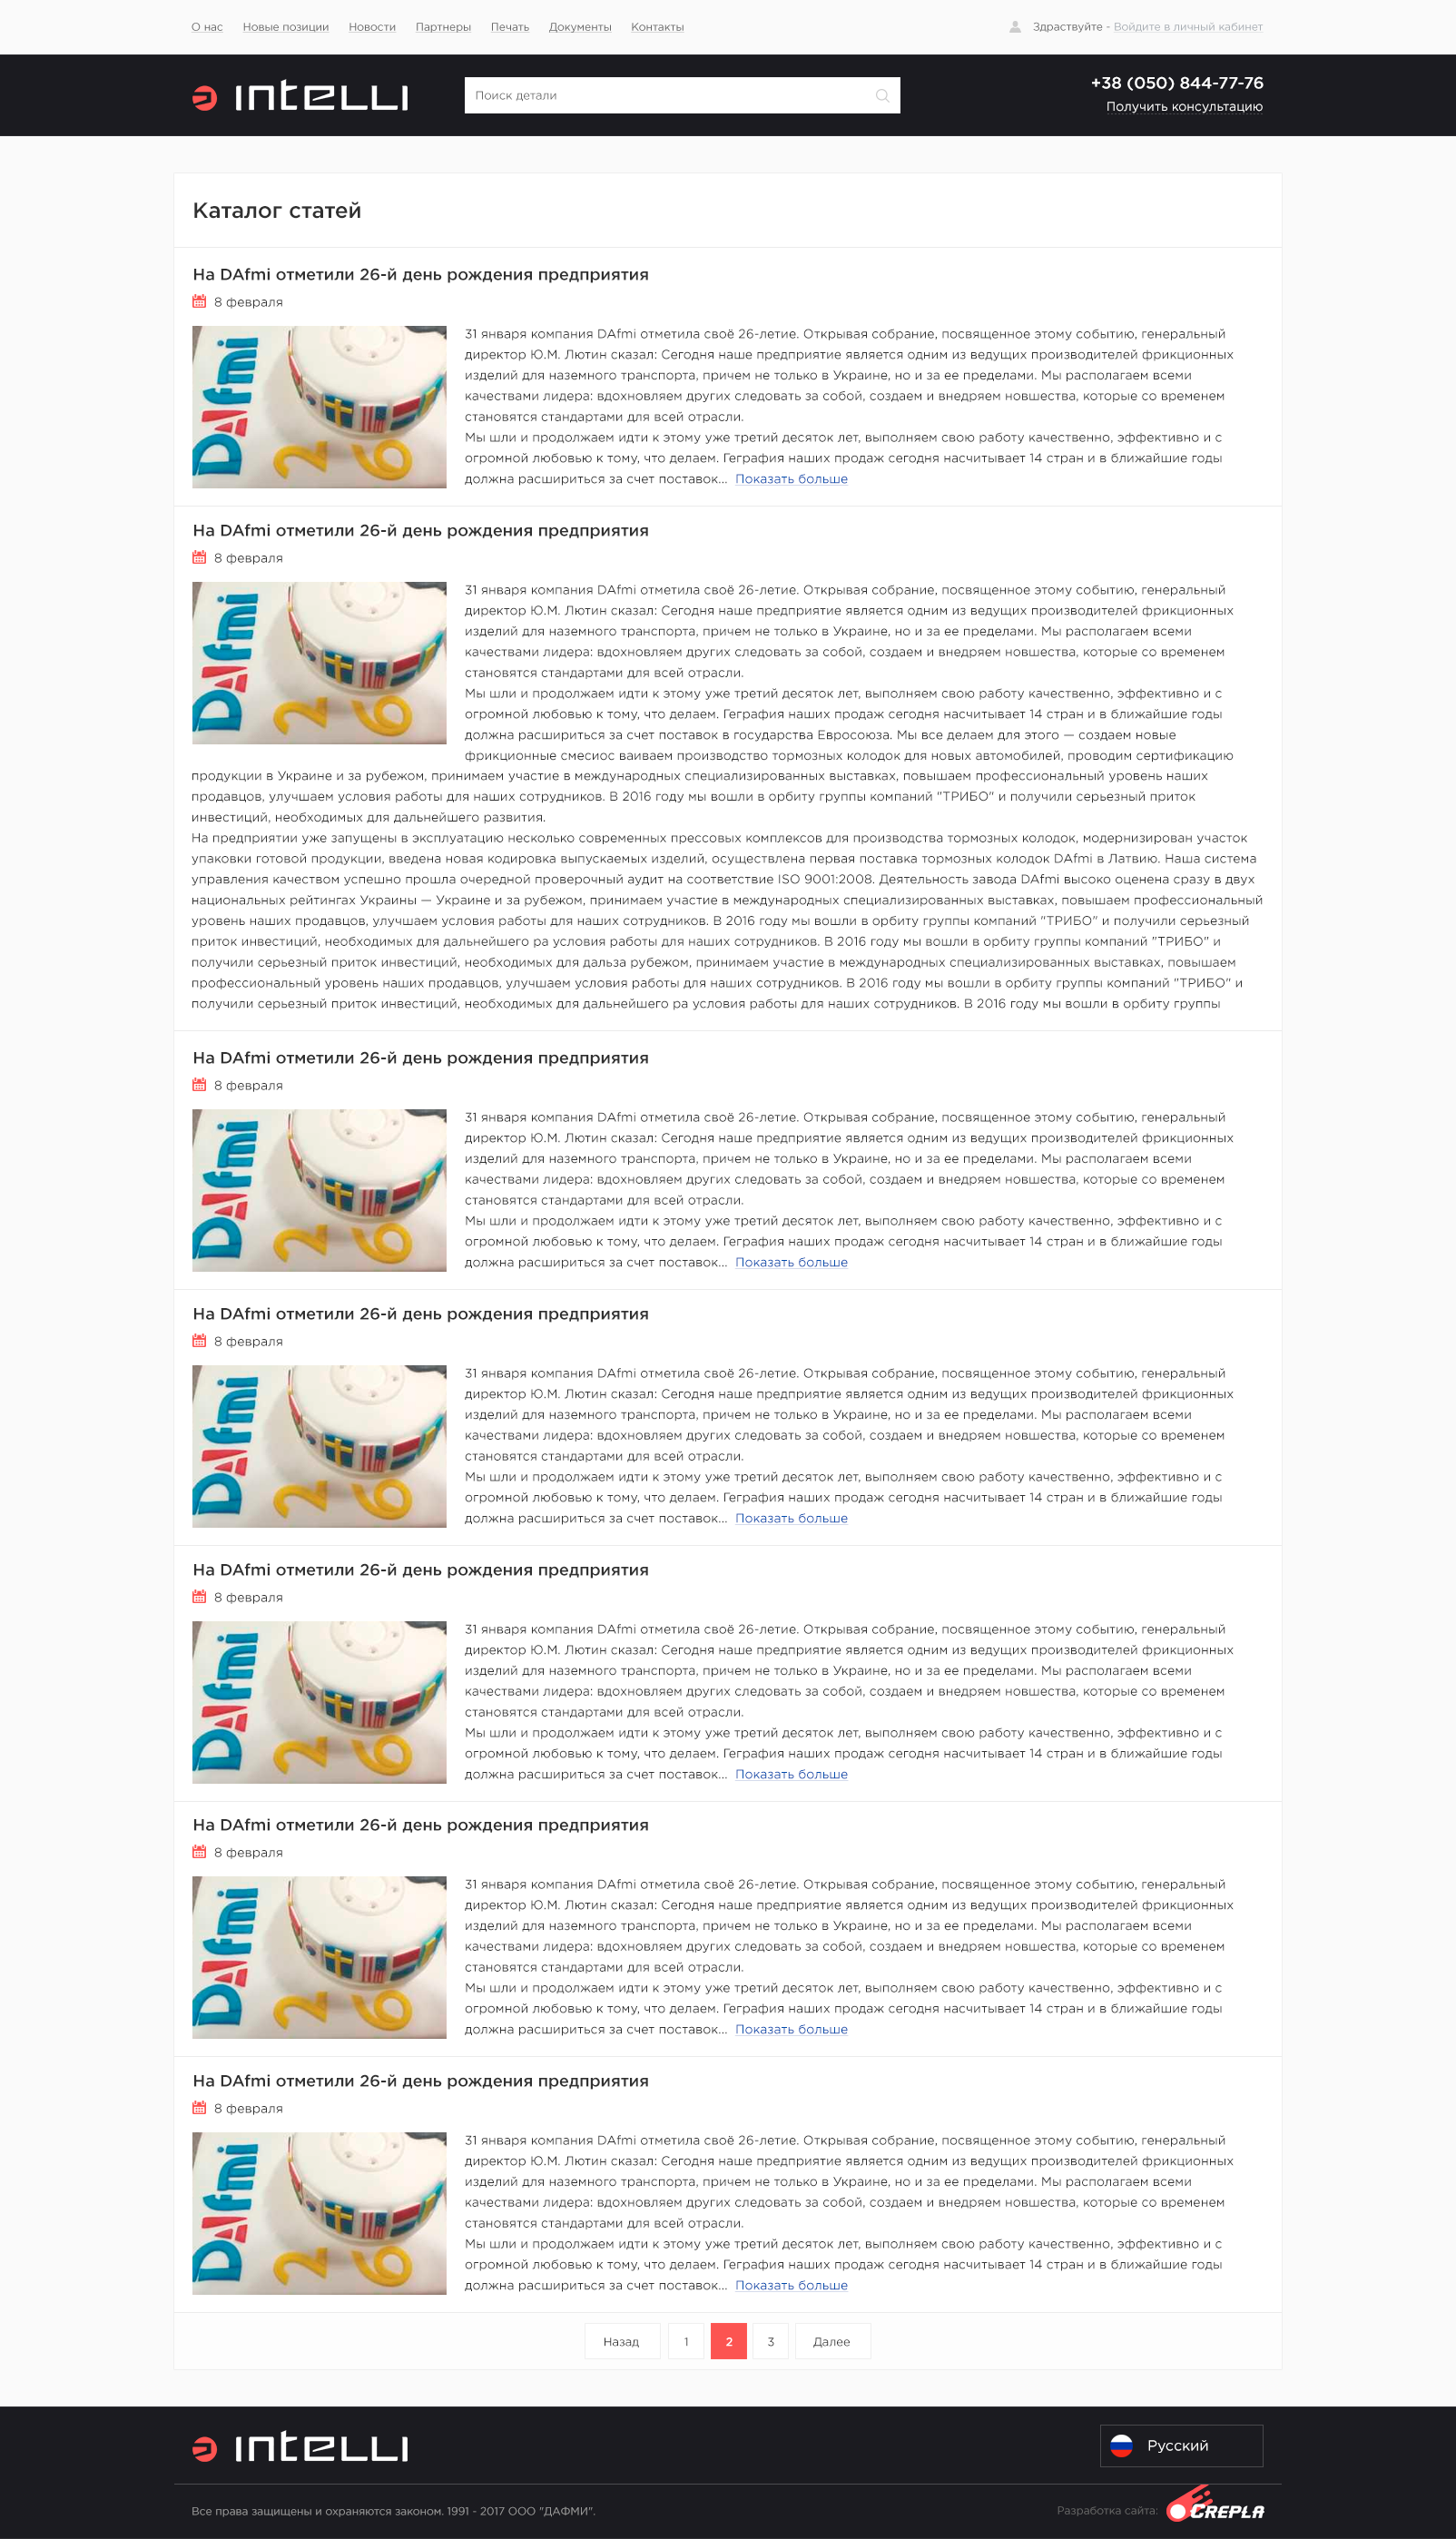 О нас Новые позиции Новости Партнеры Печать Документы Контакты Здраствуйте - Войдите в личный кабинет
INTELLI Поиск детали +38 (050) 844-77-76
Получить консультацию
Каталог статей
На DAfmi отметили 26-й день рождения предприятия
8 февраля
DAfmi 26
31 января компания DAfmi отметила своё 26-летие. Открывая собрание, посвященное этому событию, генеральный
директор Ю.М. Лютин сказал: Сегодня наше предприятие является одним из ведущих производителей фрикционных
изделий для наземного транспорта, причем не только в Украине, но и за ее пределами. Мы располагаем всеми
качествами лидера: вдохновляем других следовать за собой, создаем и внедряем новшества, которые со временем
становятся стандартами для всей отрасли.
Мы шли и продолжаем идти к этому уже третий десяток лет, выполняем свою работу качественно, эффективно и с
огромной любовью к тому, что делаем. Геграфия наших продаж сегодня насчитывает 14 стран и в ближайшие годы
должна расшириться за счет поставок... Показать больше
На DAfmi отметили 26-й день рождения предприятия
8 февраля
DAfmi 26
31 января компания DAfmi отметила своё 26-летие. Открывая собрание, посвященное этому событию, генеральный
директор Ю.М. Лютин сказал: Сегодня наше предприятие является одним из ведущих производителей фрикционных
изделий для наземного транспорта, причем не только в Украине, но и за ее пределами. Мы располагаем всеми
качествами лидера: вдохновляем других следовать за собой, создаем и внедряем новшества, которые со временем
становятся стандартами для всей отрасли.
Мы шли и продолжаем идти к этому уже третий десяток лет, выполняем свою работу качественно, эффективно и с
огромной любовью к тому, что делаем. Геграфия наших продаж сегодня насчитывает 14 стран и в ближайшие годы
должна расшириться за счет поставок в государства Евросоюза. Мы все делаем для этого — создаем новые
фрикционные смесиос ваиваем производство тормозных колодок для новых автомобилей, проводим сертификацию
продукции в Украине и за рубежом, принимаем участие в международных специализированных выставках, повышаем профессиональный уровень наших
продавцов, улучшаем условия работы для наших сотрудников. В 2016 году мы вошли в орбиту группы компаний "ТРИБО" и получили серьезный приток
инвестиций, необходимых для дальнейшего развития.
На предприятии уже запущены в эксплуатацию несколько современных прессовых комплексов для производства тормозных колодок, модернизирован участок
упаковки готовой продукции, введена новая кодировка выпускаемых изделий, осуществлена первая поставка тормозных колодок DAfmi в Латвию. Наша система
управления качеством успешно прошла очередной проверочный аудит на соответствие ISO 9001:2008. Деятельность завода DAfmi высоко оценена сразу в двух
национальных рейтингах Украины — Украине и за рубежом, принимаем участие в международных специализированных выставках, повышаем профессиональный
уровень наших продавцов, улучшаем условия работы для наших сотрудников. В 2016 году мы вошли в орбиту группы компаний "ТРИБО" и получили серьезный
приток инвестиций, необходимых для дальнейшего ра условия работы для наших сотрудников. В 2016 году мы вошли в орбиту группы компаний "ТРИБО" и
получили серьезный приток инвестиций, необходимых для дальза рубежом, принимаем участие в международных специализированных выставках, повышаем
профессиональный уровень наших продавцов, улучшаем условия работы для наших сотрудников. В 2016 году мы вошли в орбиту группы компаний "ТРИБО" и
получили серьезный приток инвестиций, необходимых для дальнейшего ра условия работы для наших сотрудников. В 2016 году мы вошли в орбиту группы
На DAfmi отметили 26-й день рождения предприятия
8 февраля
DAfmi 26
31 января компания DAfmi отметила своё 26-летие. Открывая собрание, посвященное этому событию, генеральный
директор Ю.М. Лютин сказал: Сегодня наше предприятие является одним из ведущих производителей фрикционных
изделий для наземного транспорта, причем не только в Украине, но и за ее пределами. Мы располагаем всеми
качествами лидера: вдохновляем других следовать за собой, создаем и внедряем новшества, которые со временем
становятся стандартами для всей отрасли.
Мы шли и продолжаем идти к этому уже третий десяток лет, выполняем свою работу качественно, эффективно и с
огромной любовью к тому, что делаем. Геграфия наших продаж сегодня насчитывает 14 стран и в ближайшие годы
должна расшириться за счет поставок... Показать больше
На DAfmi отметили 26-й день рождения предприятия
8 февраля
DAfmi 26
31 января компания DAfmi отметила своё 26-летие. Открывая собрание, посвященное этому событию, генеральный
директор Ю.М. Лютин сказал: Сегодня наше предприятие является одним из ведущих производителей фрикционных
изделий для наземного транспорта, причем не только в Украине, но и за ее пределами. Мы располагаем всеми
качествами лидера: вдохновляем других следовать за собой, создаем и внедряем новшества, которые со временем
становятся стандартами для всей отрасли.
Мы шли и продолжаем идти к этому уже третий десяток лет, выполняем свою работу качественно, эффективно и с
огромной любовью к тому, что делаем. Геграфия наших продаж сегодня насчитывает 14 стран и в ближайшие годы
должна расшириться за счет поставок... Показать больше
На DAfmi отметили 26-й день рождения предприятия
8 февраля
DAfmi 26
31 января компания DAfmi отметила своё 26-летие. Открывая собрание, посвященное этому событию, генеральный
директор Ю.М. Лютин сказал: Сегодня наше предприятие является одним из ведущих производителей фрикционных
изделий для наземного транспорта, причем не только в Украине, но и за ее пределами. Мы располагаем всеми
качествами лидера: вдохновляем других следовать за собой, создаем и внедряем новшества, которые со временем
становятся стандартами для всей отрасли.
Мы шли и продолжаем идти к этому уже третий десяток лет, выполняем свою работу качественно, эффективно и с
огромной любовью к тому, что делаем. Геграфия наших продаж сегодня насчитывает 14 стран и в ближайшие годы
должна расшириться за счет поставок... Показать больше
На DAfmi отметили 26-й день рождения предприятия
8 февраля
DAfmi 26
31 января компания DAfmi отметила своё 26-летие. Открывая собрание, посвященное этому событию, генеральный
директор Ю.М. Лютин сказал: Сегодня наше предприятие является одним из ведущих производителей фрикционных
изделий для наземного транспорта, причем не только в Украине, но и за ее пределами. Мы располагаем всеми
качествами лидера: вдохновляем других следовать за собой, создаем и внедряем новшества, которые со временем
становятся стандартами для всей отрасли.
Мы шли и продолжаем идти к этому уже третий десяток лет, выполняем свою работу качественно, эффективно и с
огромной любовью к тому, что делаем. Геграфия наших продаж сегодня насчитывает 14 стран и в ближайшие годы
должна расшириться за счет поставок... Показать больше
На DAfmi отметили 26-й день рождения предприятия
8 февраля
DAfmi 26
31 января компания DAfmi отметила своё 26-летие. Открывая собрание, посвященное этому событию, генеральный
директор Ю.М. Лютин сказал: Сегодня наше предприятие является одним из ведущих производителей фрикционных
изделий для наземного транспорта, причем не только в Украине, но и за ее пределами. Мы располагаем всеми
качествами лидера: вдохновляем других следовать за собой, создаем и внедряем новшества, которые со временем
становятся стандартами для всей отрасли.
Мы шли и продолжаем идти к этому уже третий десяток лет, выполняем свою работу качественно, эффективно и с
огромной любовью к тому, что делаем. Геграфия наших продаж сегодня насчитывает 14 стран и в ближайшие годы
должна расшириться за счет поставок... Показать больше
Назад 1 2 3 Далее
INTELLI Русский
Все права защищены и охраняются законом. 1991 - 2017 ООО "ДАФМИ". Разработка сайта: CREPLA